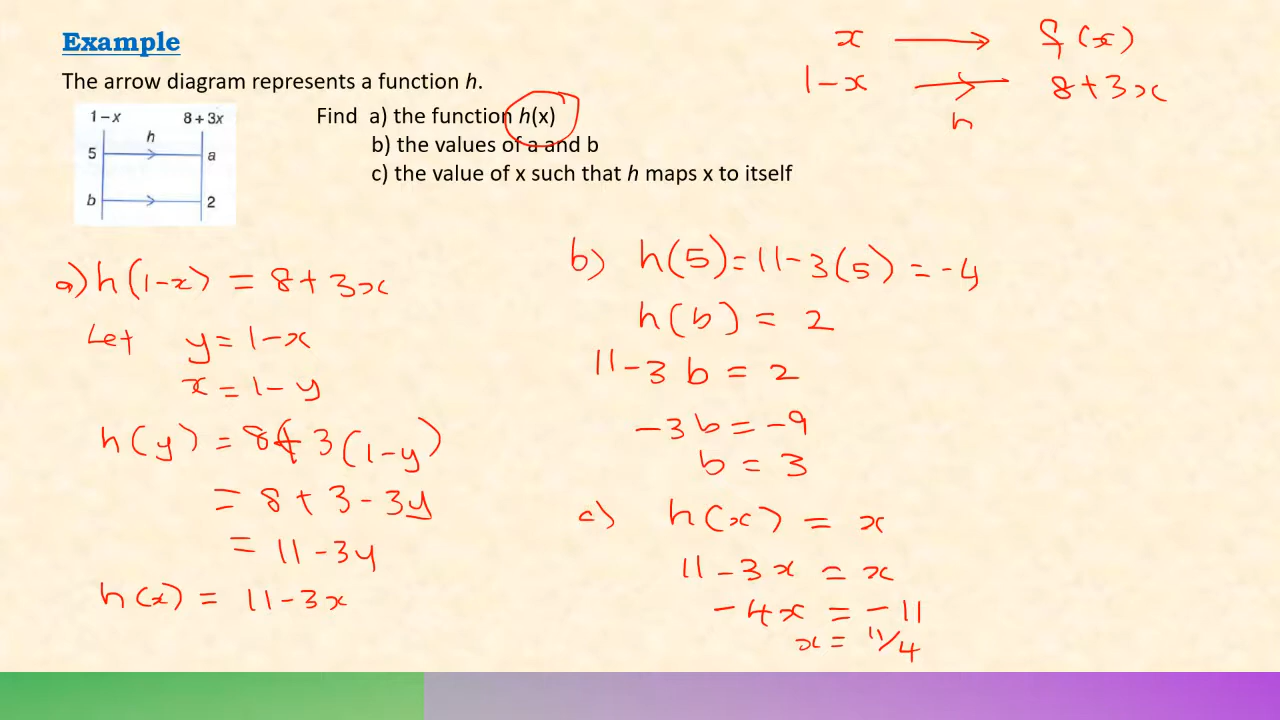 Example
The arrow diagram represents a function h.
1 – x 8 + 3x
h
5 a
b 2
Find a) the function h(x)
b) the values of a and b
c) the value of x such that h maps x to itself
x → f(x)
1-x → 8+3x
h
a) h(1-x) = 8+3x
Let y = 1-x
x = 1-y
h(y) = 8+3(1-y)
= 8+3-3y
= 11-3y
h(x) = 11-3x
b) h(5) = 11-3(5) = -4
h(b) = 2
11-3b = 2
-3b = -9
b = 3
c) h(x) = x
11-3x = x
-4x = -11
x = 11/4